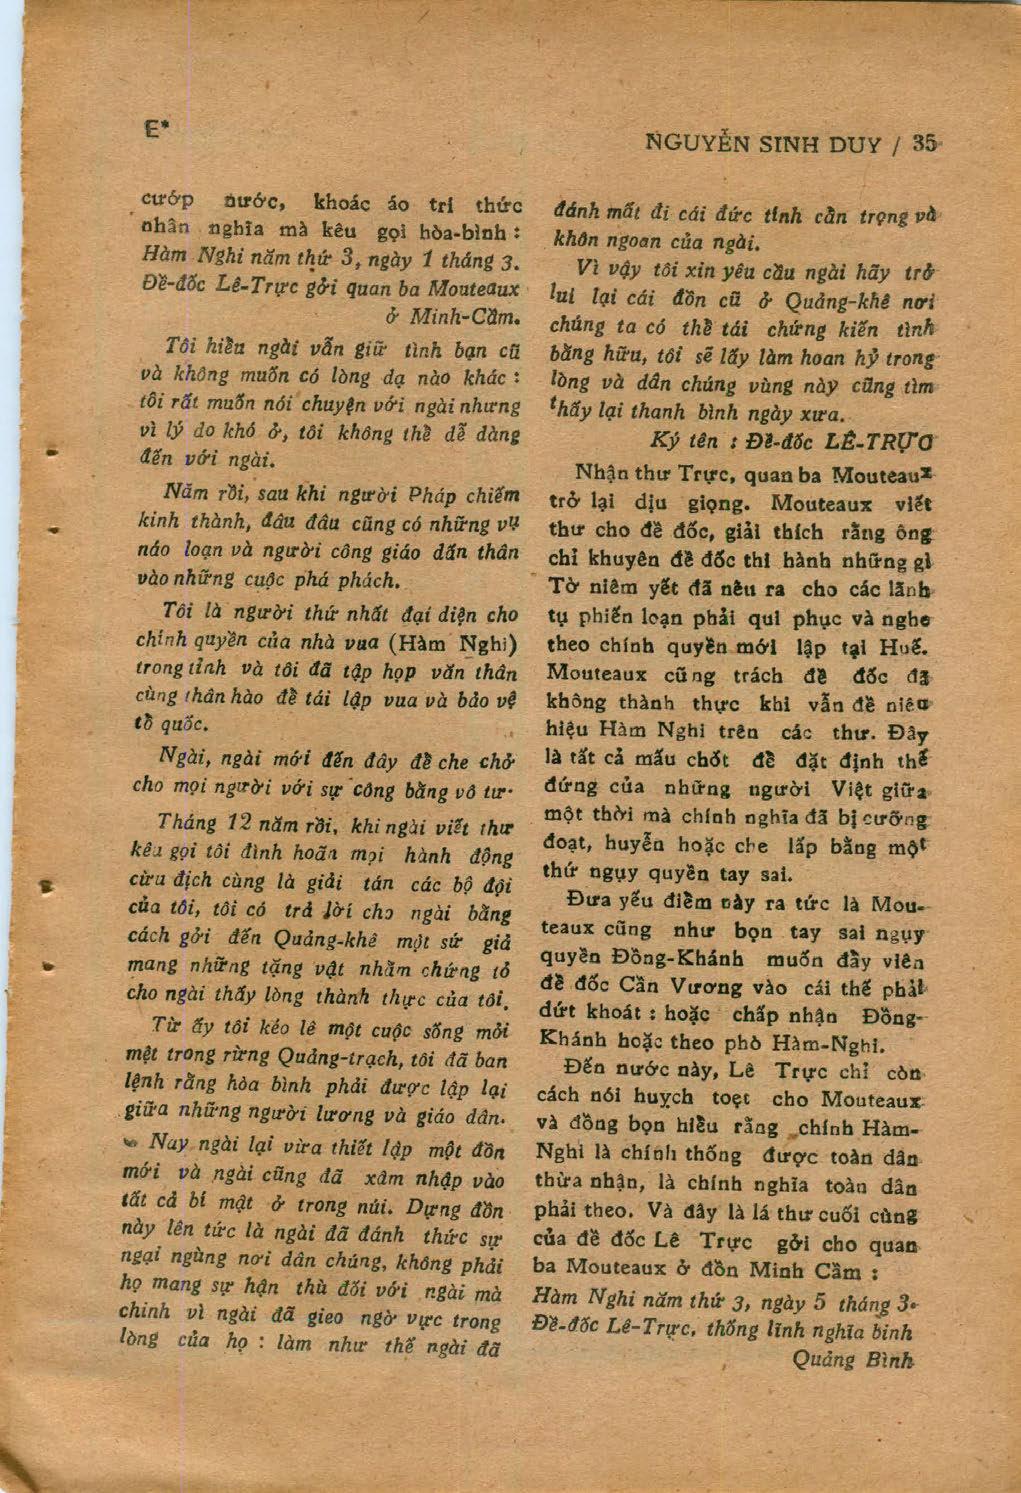 E*
NGUYỄN SINH DUY / 35
cướp nước, khoác áo trí thức
nhân nghĩa mà kêu gọi hòa-bình :
Hàm Nghi năm thứ 3, ngày 1 tháng 3.
Đề-đốc Lê-Trực gởi quan ba Mouteaux
ở Minh-Cầm.
Tôi hiểu ngài vẫn giữ tình bạn cũ
và không muốn có lòng dạ nào khác :
tôi rất muốn nói chuyện với ngài nhưng
vì lý do khó ở, tôi không thể dễ dàng
đến với ngài.
Năm rồi, sau khi người Pháp chiếm
kinh thành, đâu đâu cũng có những vụ
náo loạn và người công giáo dấn thân
vào những cuộc phá phách.
Tôi là người thứ nhất đại diện cho
chính quyền của nhà vua (Hàm Nghi)
trong tỉnh và tôi đã tập họp văn thân
cùng thân hào để tái lập vua và bảo vệ
tổ quốc.
Ngài, ngài mới đến đây để che chở
cho mọi người với sự công bằng vô tư.
Tháng 12 năm rồi, khi ngài viết thư
kêu gọi tôi đình hoãn mọi hành động
cừu địch cùng là giải tán các bộ đội
của tôi, tôi có trả lời cho ngài bằng
cách gởi đến Quảng-khê một sứ giả
mang những tặng vật nhằm chứng tỏ
cho ngài thấy lòng thành thực của tôi.
Từ ấy tôi kéo lê một cuộc sống mỏi
mệt trong rừng Quảng-trạch, tôi đã ban
lệnh rằng hòa bình phải được lập lại
giữa những người lương và giáo dân.
Nay ngài lại vừa thiết lập một đồn
mới và ngài cũng đã xâm nhập vào
tất cả bí mật ở trong núi. Dựng đồn
này lên tức là ngài đã đánh thức sự
ngại ngùng nơi dân chúng, không phải
họ mang sự hận thù đối với ngài mà
chính vì ngài đã gieo ngờ vực trong
lòng của họ : làm như thế ngài đã
đánh mất đi cái đức tính cần trọng và
khôn ngoan của ngài.
Vì vậy tôi xin yêu cầu ngài hãy trở
lui lại cái đồn cũ ở Quảng-khê nơi
chúng ta có thể tái chứng kiến tình
bằng hữu, tôi sẽ lấy làm hoan hỷ trong
lòng và dân chúng vùng này cũng tìm
thấy lại thanh bình ngày xưa.
Ký tên : Đề-đốc LÊ-TRỰC
Nhận thư Trực, quan ba Mouteaux
trở lại dịu giọng. Mouteaux viết
thư cho đề đốc, giải thích rằng ông
chỉ khuyên đề đốc thi hành những gì
Tờ niêm yết đã nêu ra cho các lãnh
tụ phiến loạn phải qui phục và nghe
theo chính quyền mới lập tại Huế.
Mouteaux cũng trách đề đốc đã
không thành thực khi vẫn đề niên
hiệu Hàm Nghi trên các thư. Đây
là tất cả mấu chốt để đặt định thế
đứng của những người Việt giữa
một thời mà chính nghĩa đã bị cưỡng
đoạt, huyễn hoặc che lấp bằng một
thứ ngụy quyền tay sai.
Đưa yếu điểm này ra tức là Mou-
teaux cũng như bọn tay sai ngụy
quyền Đồng-Khánh muốn đẩy viên
đề đốc Cần Vương vào cái thế phải
dứt khoát : hoặc chấp nhận Đồng-
Khánh hoặc theo phò Hàm-Nghi.
Đến nước này, Lê Trực chỉ còn
cách nói huỵch toẹt cho Mouteaux
và đồng bọn hiểu rằng chính Hàm-
Nghi là chính thống được toàn dân
thừa nhận, là chính nghĩa toàn dân
phải theo. Và đây là lá thư cuối cùng
của đề đốc Lê Trực gởi cho quan
ba Mouteaux ở đồn Minh Cầm :
Hàm Nghi năm thứ 3, ngày 5 tháng 3.
Đề-đốc Lê-Trực, thống lĩnh nghĩa binh
Quảng Bình